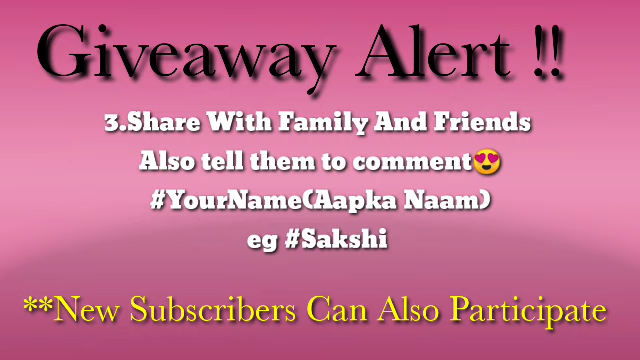 Giveaway Alert !!
3.Share With Family And Friends
Also tell them to comment😍
#YourName(Aapka Naam)
eg #Sakshi
**New Subscribers Can Also Participate